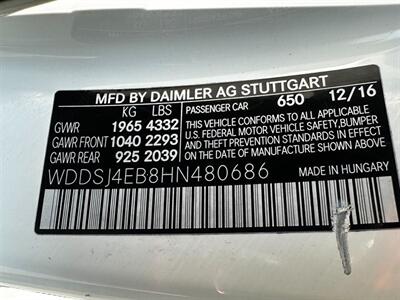 MFD BY DAIMLER AG STUTTGART
KG LBS PASSENGER CAR 650 12/16
GVWR 1965 4332
GAWR FRONT 1040 2293
GAWR REAR 925 2039
THIS VEHICLE CONFORMS TO ALL APPLICABLE
U.S. FEDERAL MOTOR VEHICLE SAFETY, BUMPER
AND THEFT PREVENTION STANDARDS IN EFFECT
ON THE DATE OF MANUFACTURE SHOWN ABOVE.
WDDSJ4EB8HN480686 MADE IN HUNGARY